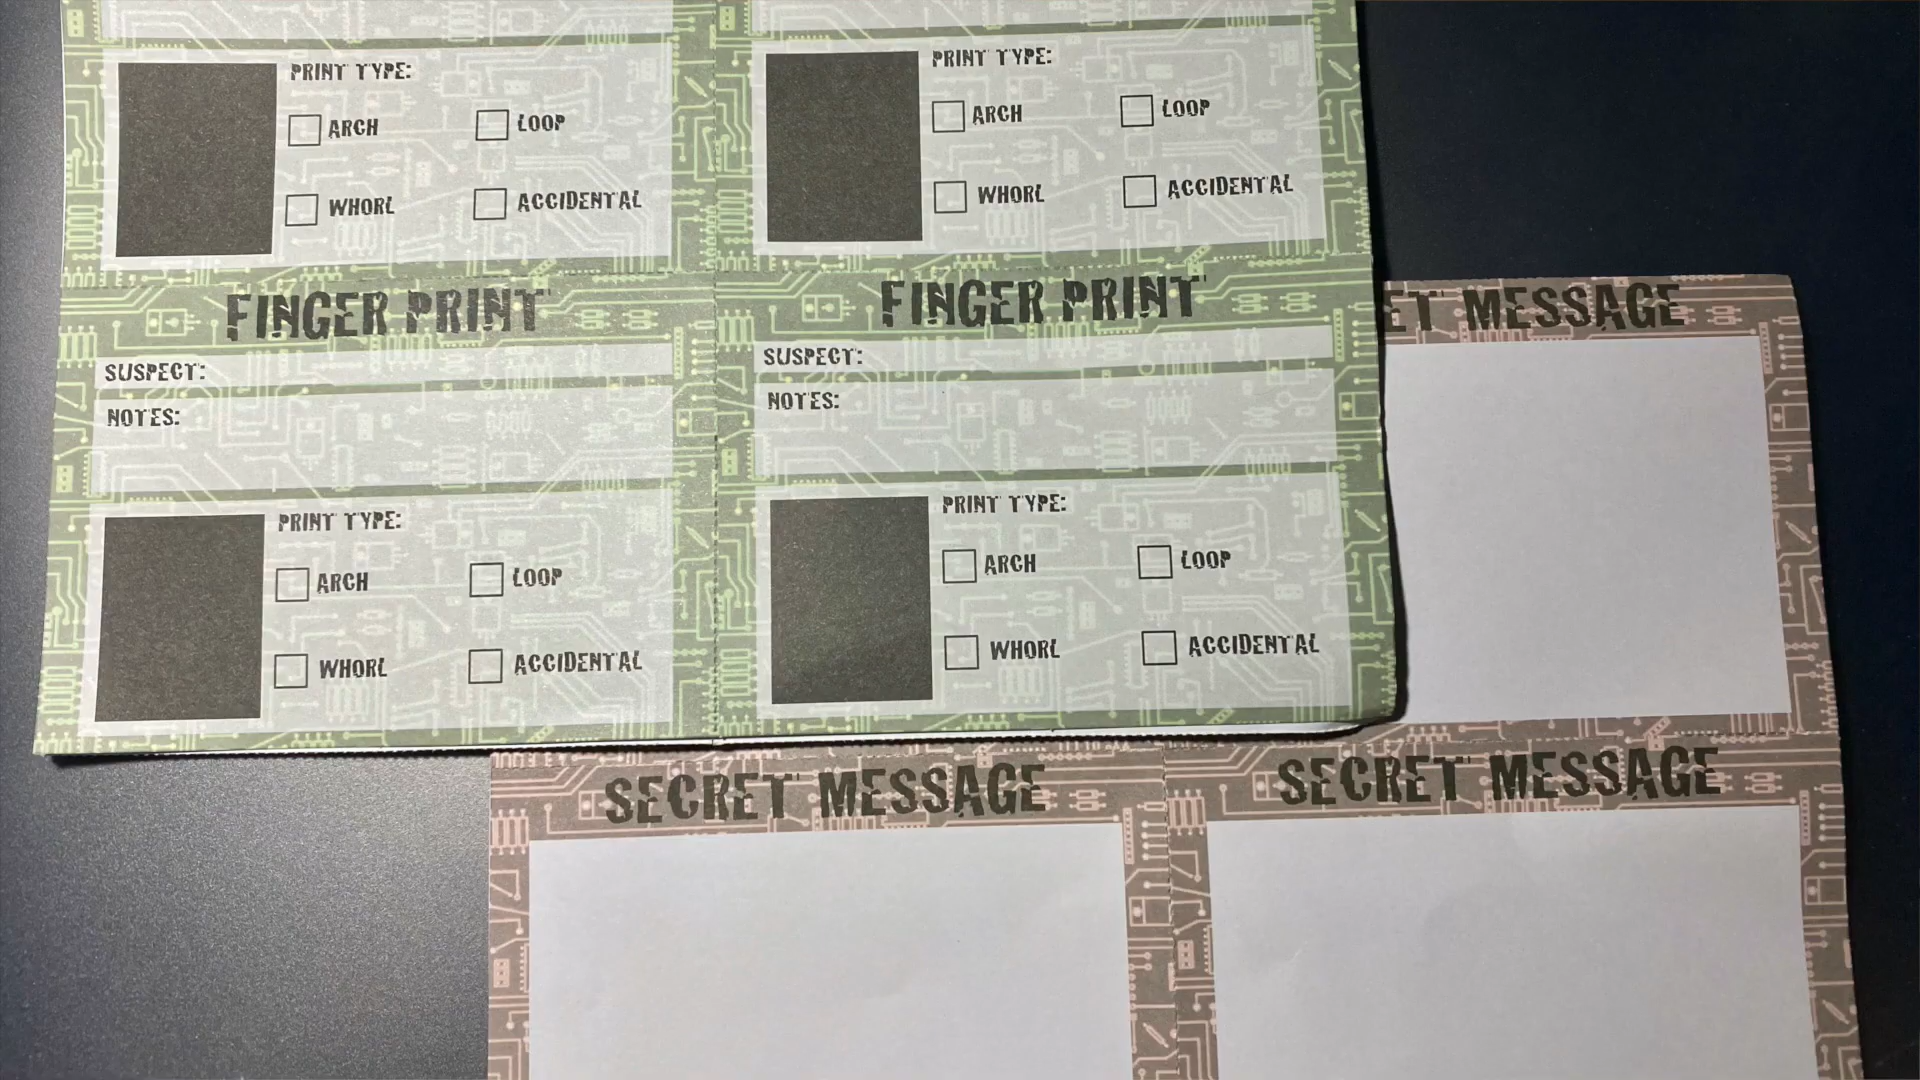 PRINT TYPE:
ARCH
LOOP
WHORL
ACCIDENTAL
PRINT TYPE:
ARCH
LOOP
WHORL
ACCIDENTAL
FINGER PRINT
SUSPECT:
NOTES:
PRINT TYPE:
ARCH
LOOP
WHORL
ACCIDENTAL
FINGER PRINT
SUSPECT:
NOTES:
PRINT TYPE:
ARCH
LOOP
WHORL
ACCIDENTAL
ET MESSAGE
SECRET MESSAGE
SECRET MESSAGE